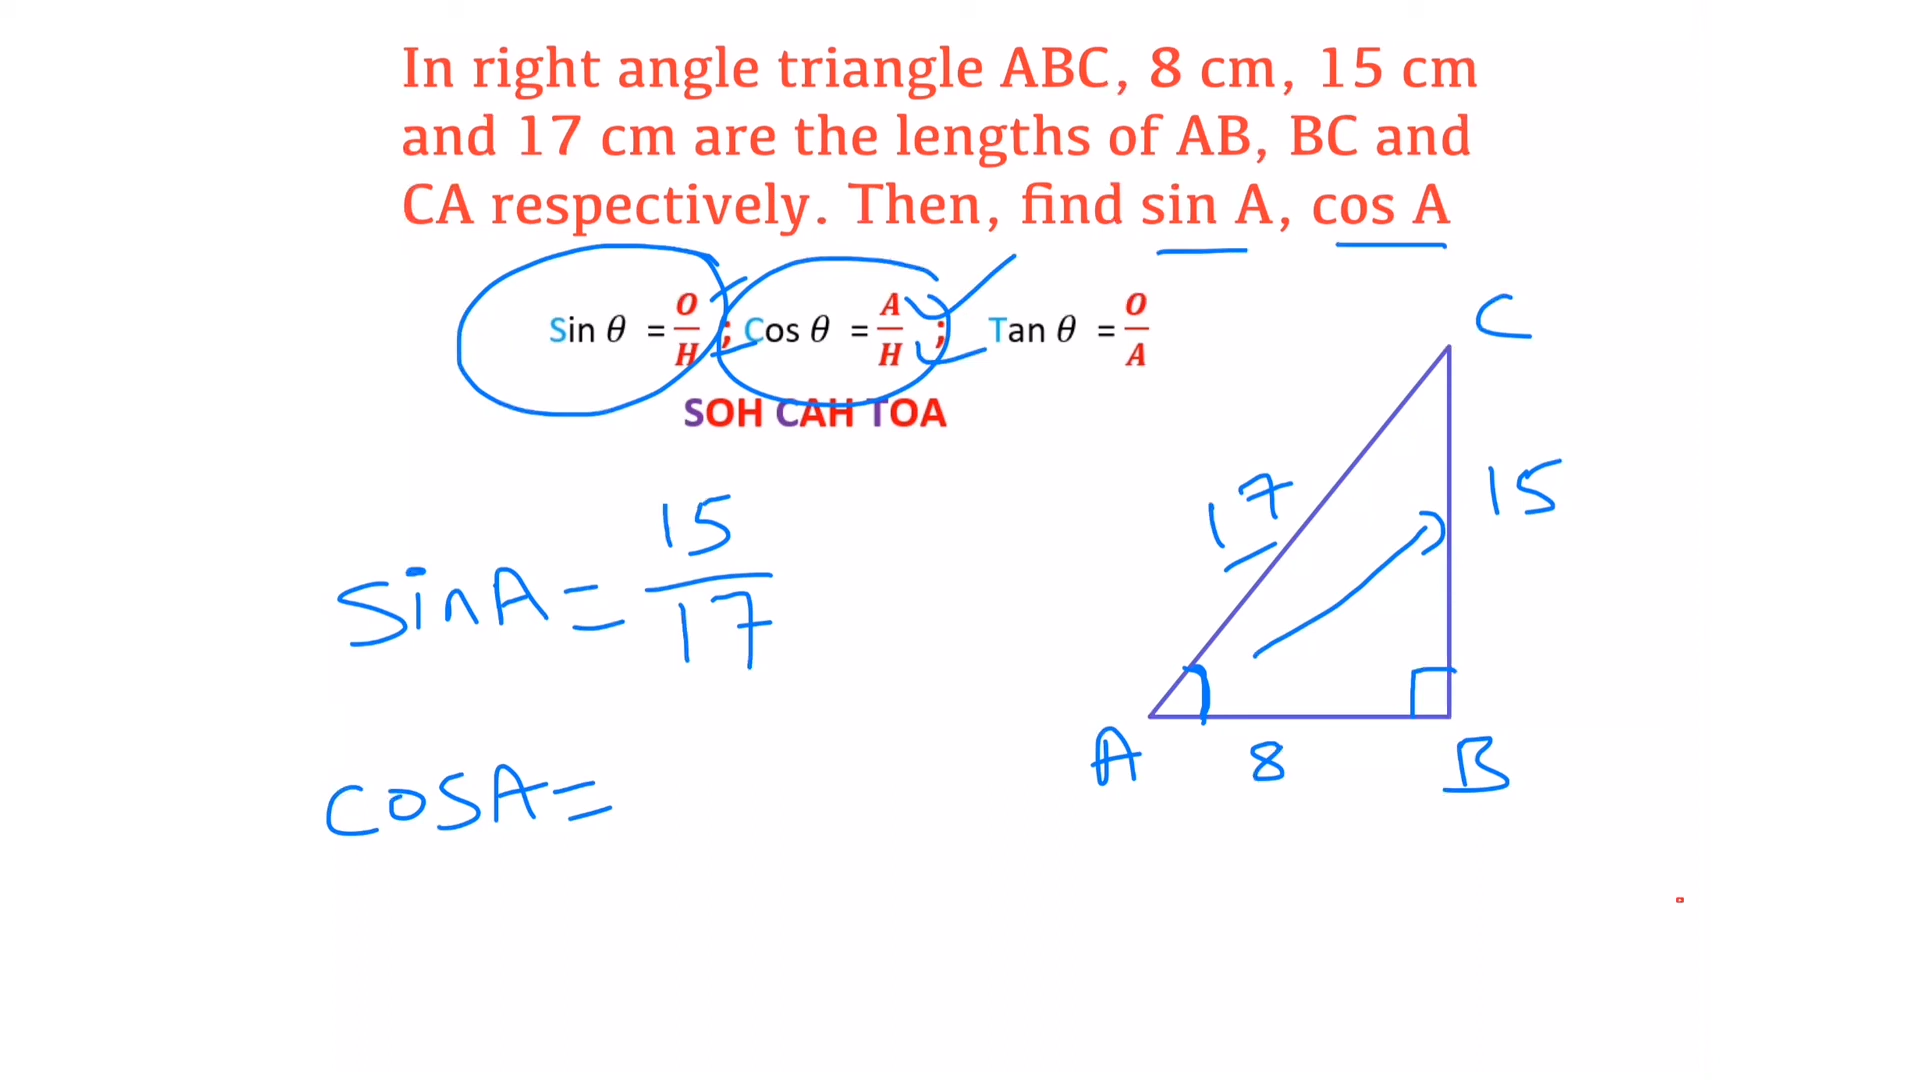 In right angle triangle ABC, 8 cm, 15 cm
and 17 cm are the lengths of AB, BC and
CA respectively. Then, find sin A, cos A
Sin θ = O/H ; Cos θ = A/H ; Tan θ = O/A
SOH CAH TOA
C
17
15
sinA = 15/17
A
8
B
cosA =